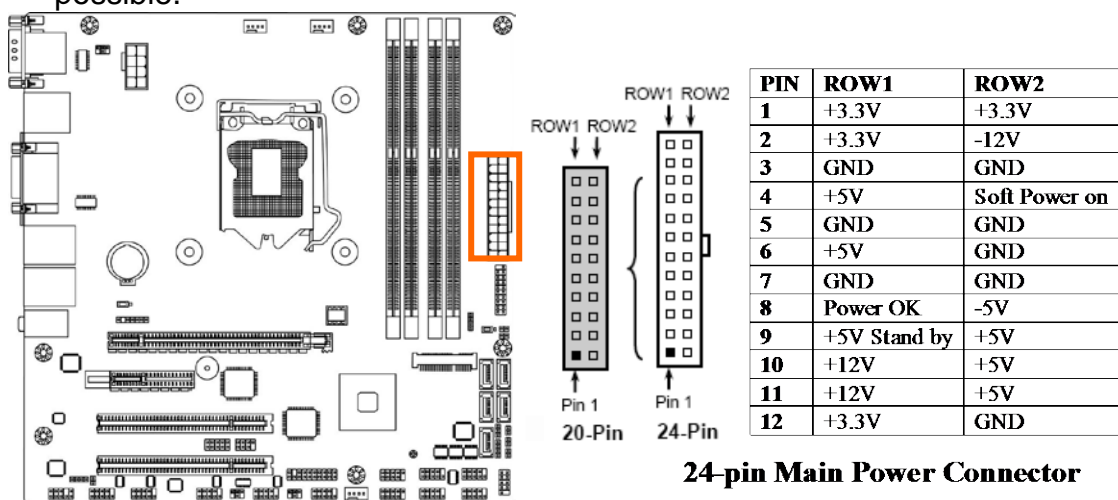 possible.
ROW1 ROW2
ROW1 ROW2
Pin 1
Pin 1
20-Pin
24-Pin
PIN ROW1 ROW2
1 +3.3V +3.3V
2 +3.3V -12V
3 GND GND
4 +5V Soft Power on
5 GND GND
6 +5V GND
7 GND GND
8 Power OK -5V
9 +5V Stand by +5V
10 +12V +5V
11 +12V +5V
12 +3.3V GND
24-pin Main Power Connector